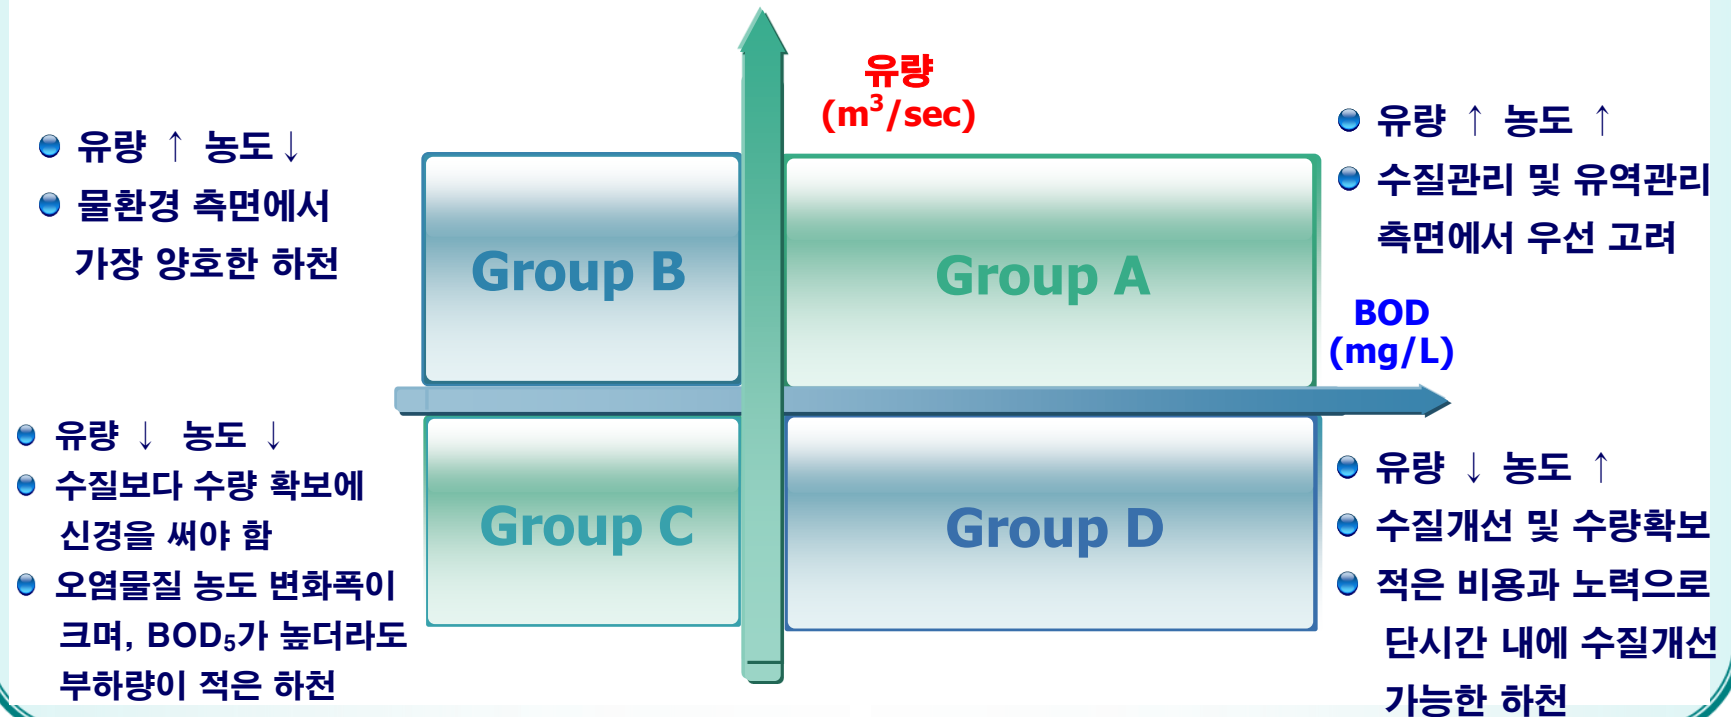 유량
(m³/sec)
유량 ↑ 농도↓
물환경 측면에서
가장 양호한 하천
Group B
Group A
유량 ↑ 농도 ↑
수질관리 및 유역관리
측면에서 우선 고려
BOD
(mg/L)
유량 ↓ 농도 ↓
수질보다 수량 확보에
신경을 써야 함
오염물질 농도 변화폭이
크며, BOD₅가 높더라도
부하량이 적은 하천
Group C
Group D
유량 ↓ 농도 ↑
수질개선 및 수량확보
적은 비용과 노력으로
단시간 내에 수질개선
가능한 하천